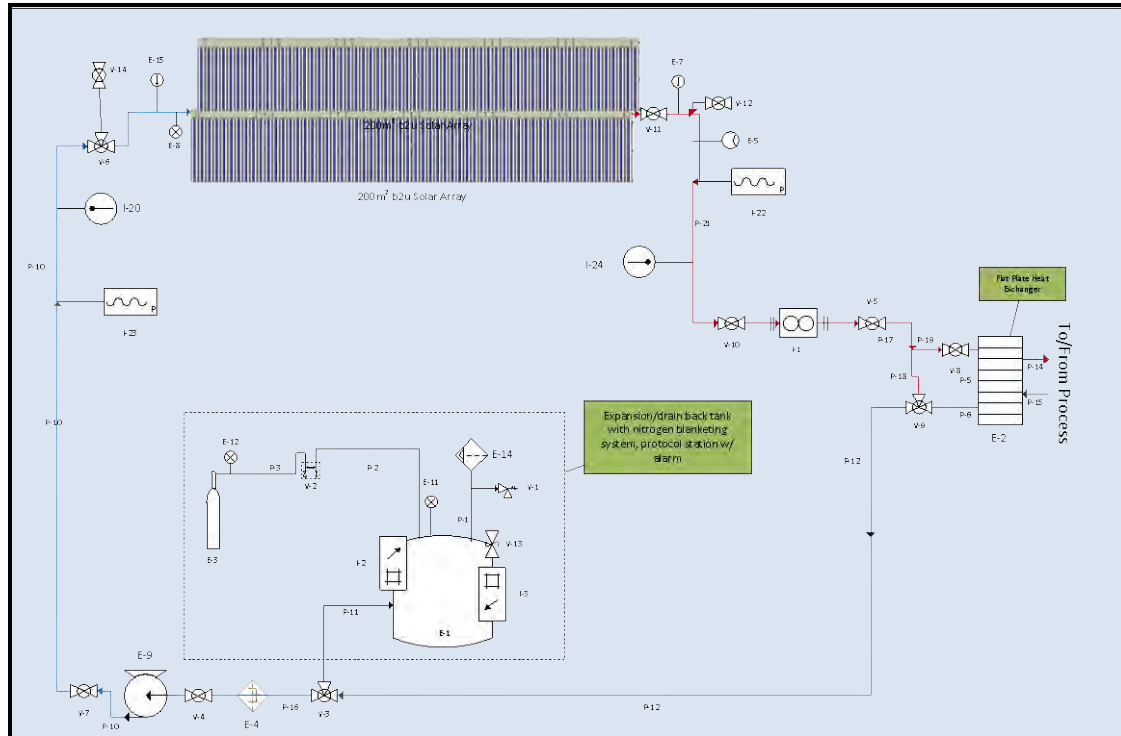 V-14
E-15
E-7
V-12
V-6
E-8
200m² b2u Solar Array
V-11
E-5
200m² b2u Solar Array
I-20
I-22
P-21
P-10
I-24
Flat Plate Heat
Exchanger
I-23
V-5
V-10
I-1
P-17
P-19
V-8
P-14
P-18
P-5
P-15
V-9
P-6
E-2
To/From Process
P-10
Expansion/drain back tank
with nitrogen blanketing
system, protocol station w/
alarm
E-12
P-3
V-2
P-2
E-14
E-11
V-1
P-1
P-12
V-13
E-3
I-2
I-3
P-11
E-1
E-9
V-7
P-10
V-4
E-4
P-16
V-3
P-12